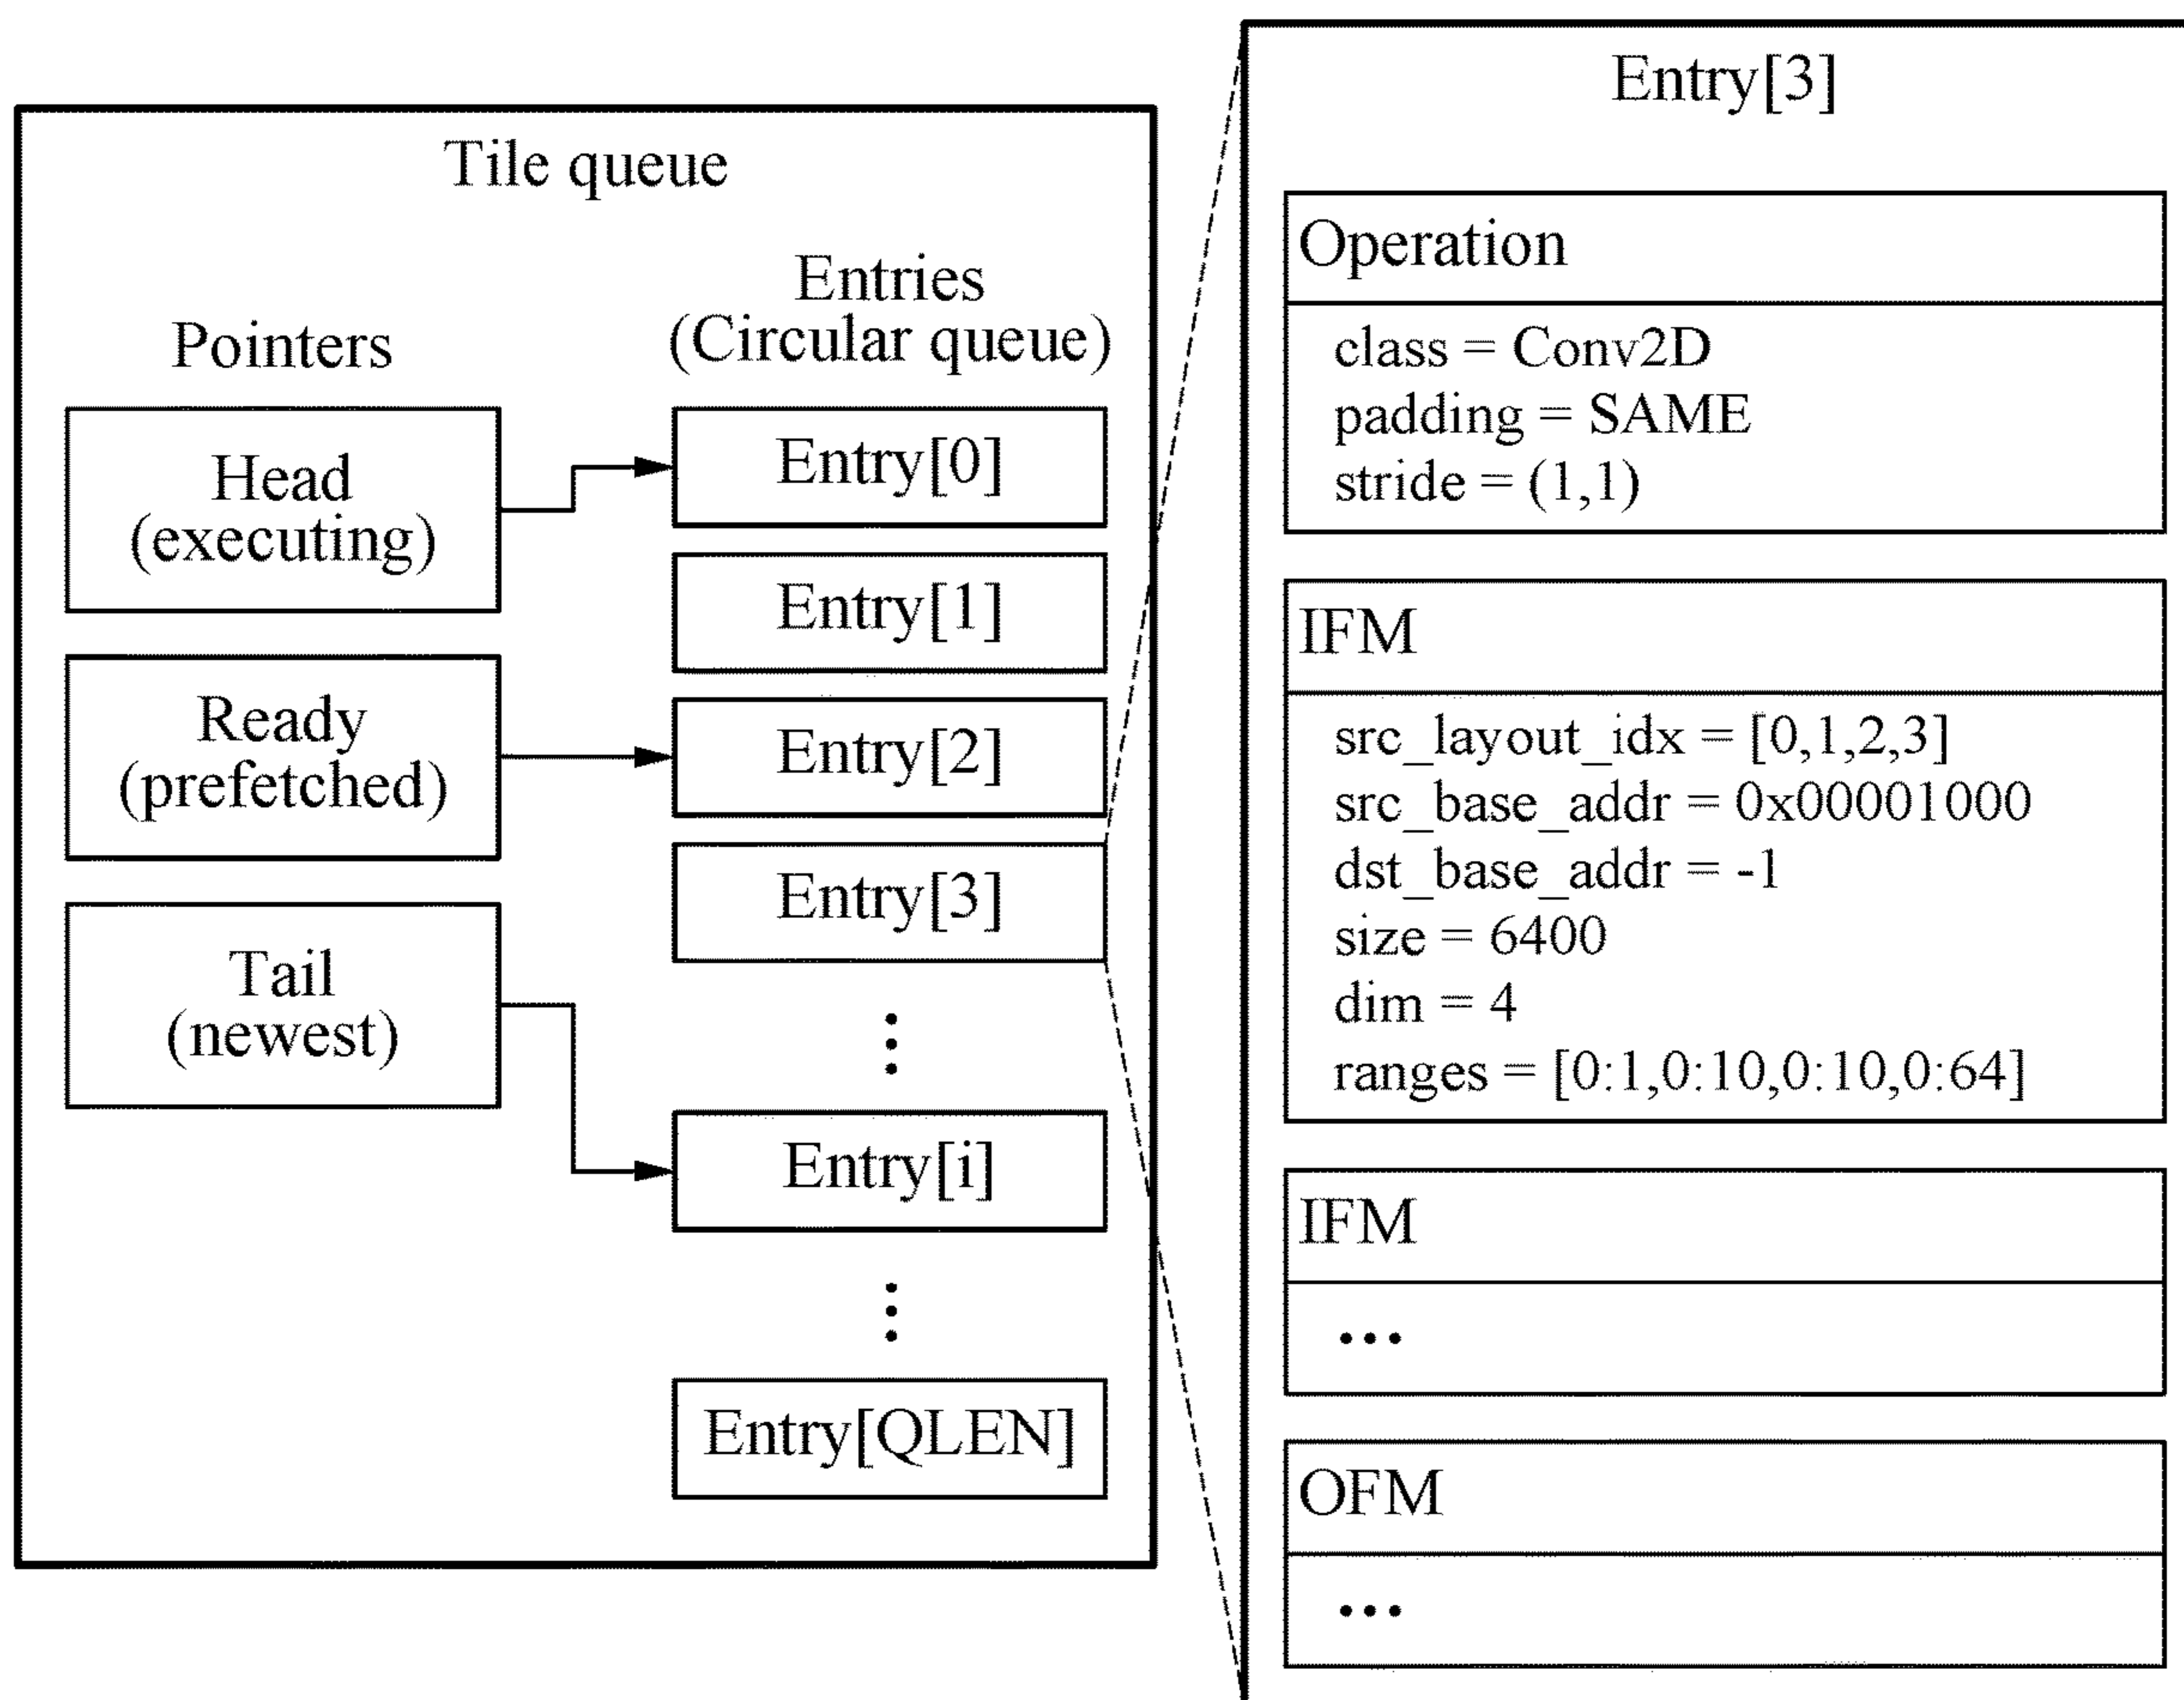 Tile queue
Pointers
Entries
(Circular queue)
Head
(executing)
Ready
(prefetched)
Tail
(newest)
Entry[0]
Entry[1]
Entry[2]
Entry[3]
⋮
Entry[i]
⋮
Entry[QLEN]
Entry[3]
Operation
class = Conv2D
padding = SAME
stride = (1,1)
IFM
src_layout_idx = [0,1,2,3]
src_base_addr = 0x00001000
dst_base_addr = -1
size = 6400
dim = 4
ranges = [0:1,0:10,0:10,0:64]
IFM
...
OFM
...